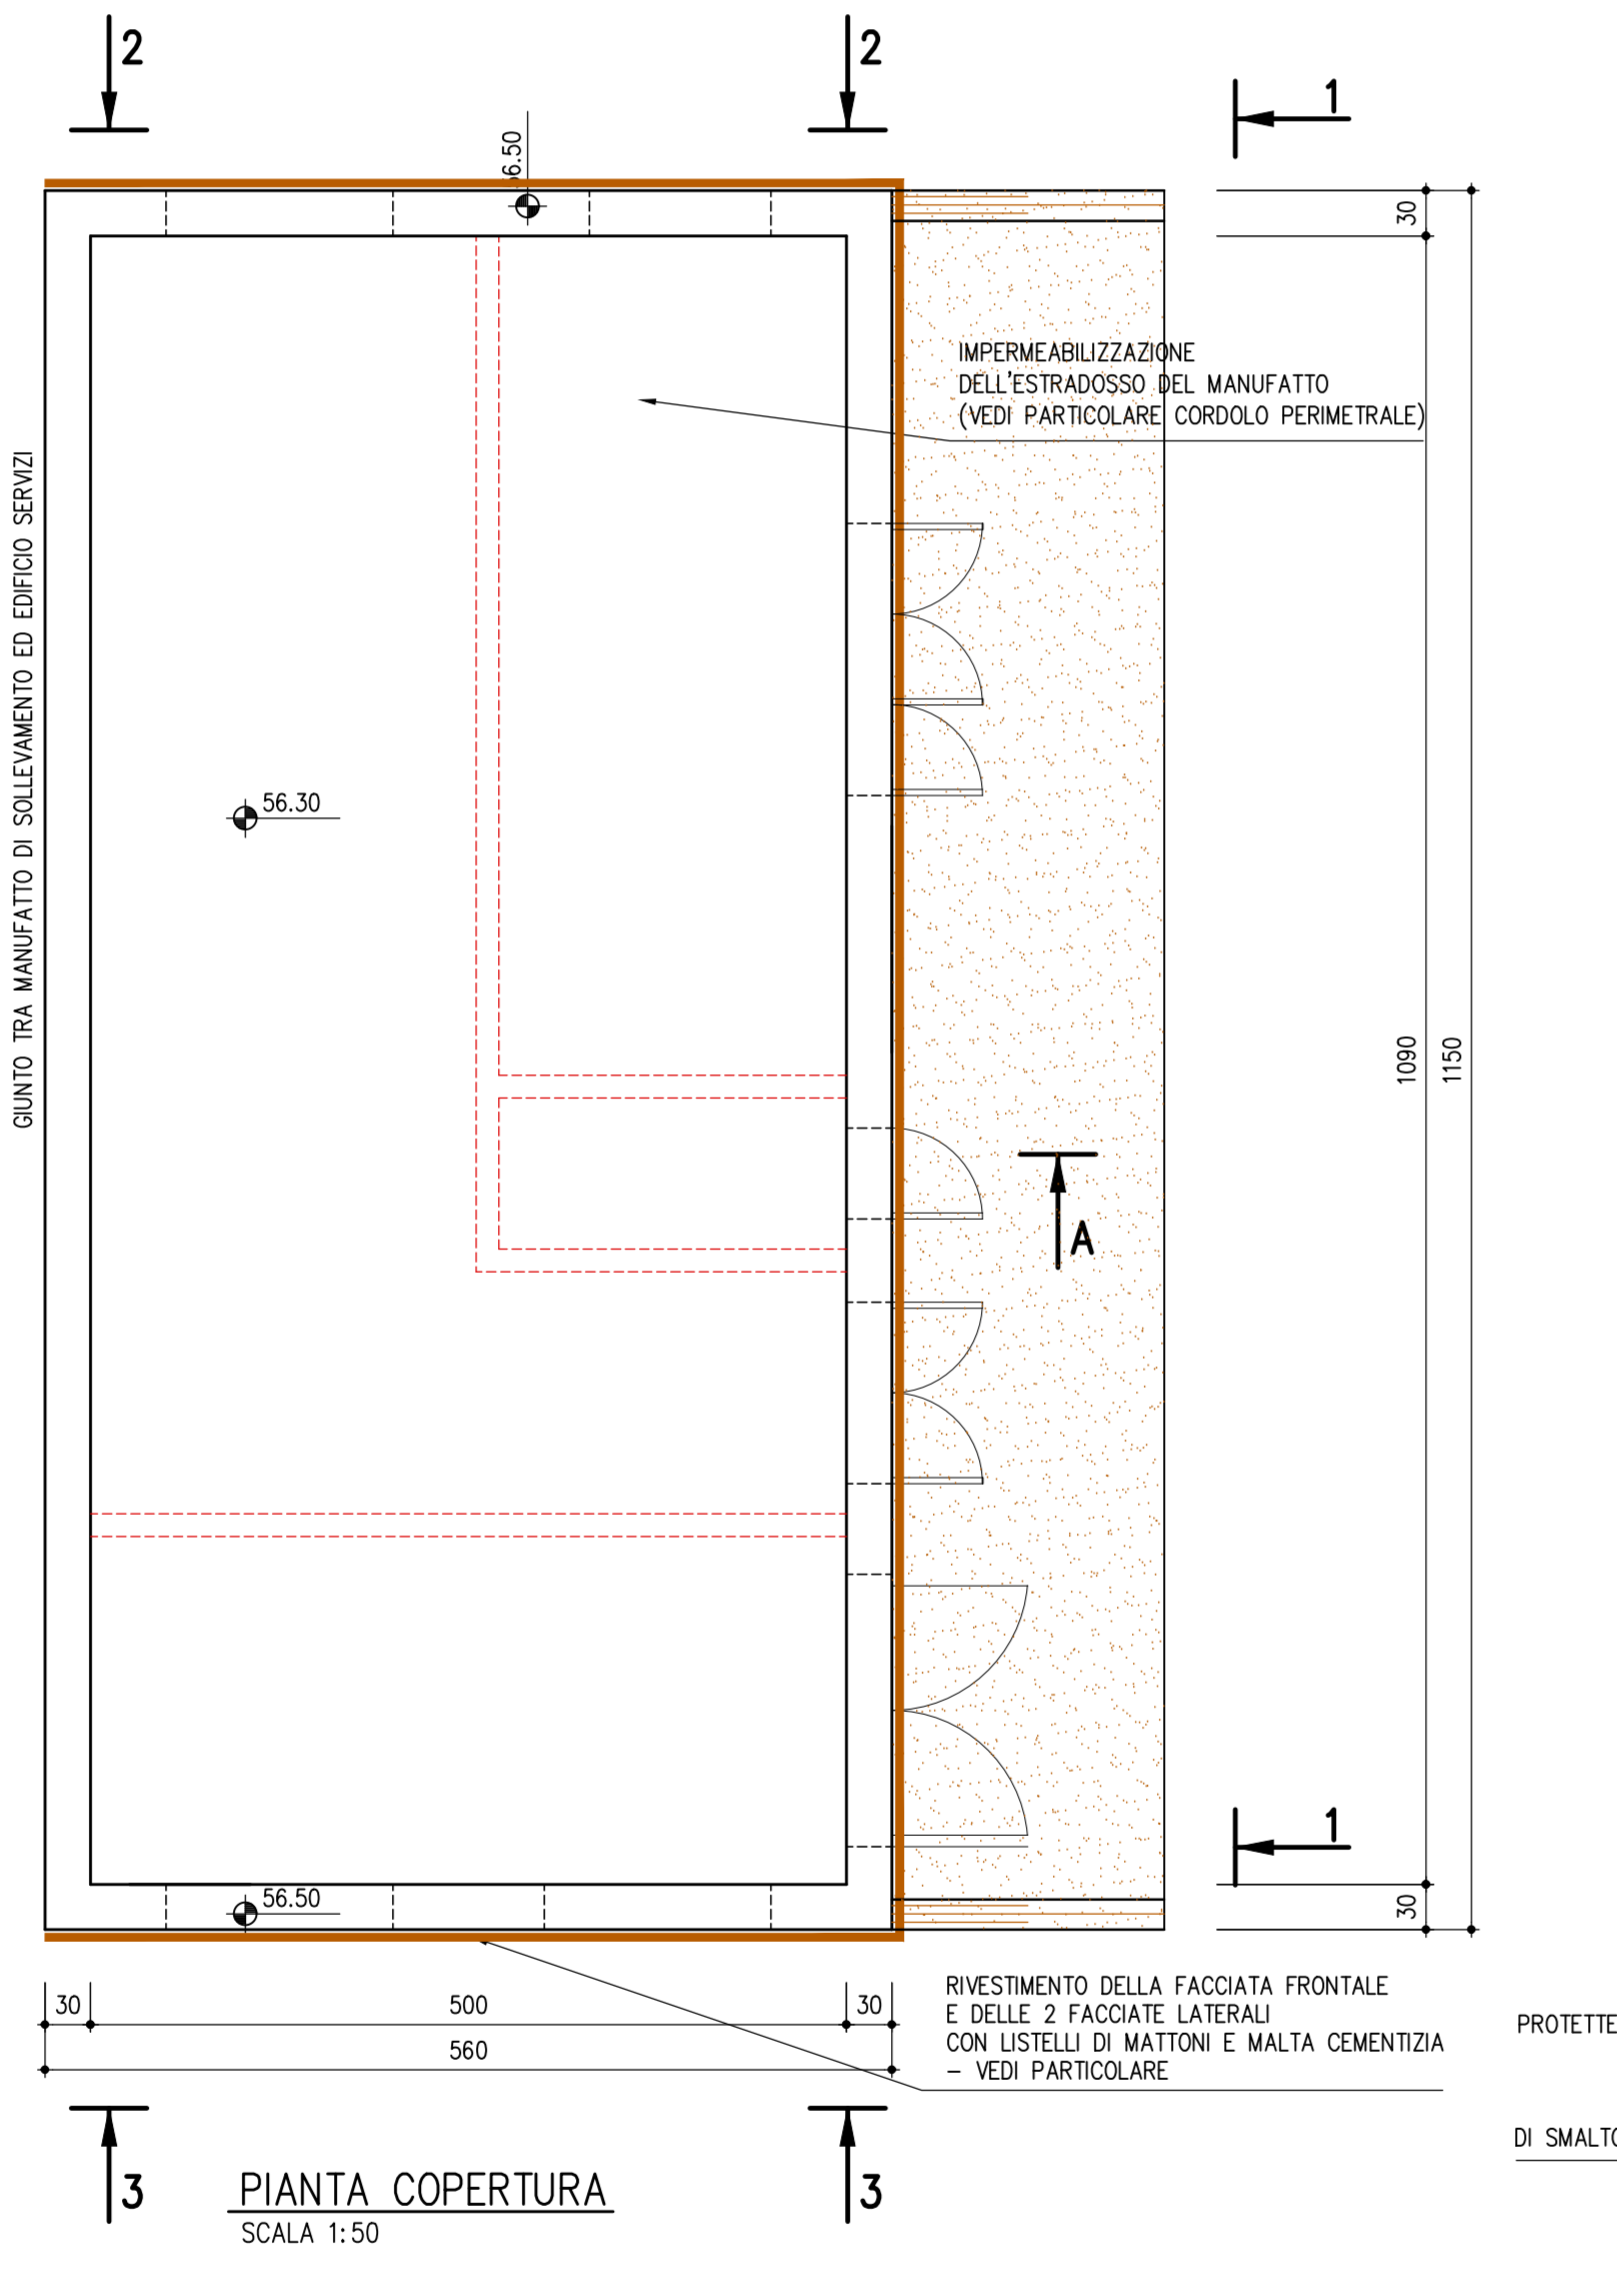 2
2
1
56.50
30
IMPERMEABILIZZAZIONE
DELL'ESTRADOSSO DEL MANUFATTO
(VEDI PARTICOLARE CORDOLO PERIMETRALE)
GIUNTO TRA MANUFATTO DI SOLLEVAMENTO ED EDIFICIO SERVIZI
56.30
1090
1150
A
1
56.50
30
30
500
30
560
RIVESTIMENTO DELLA FACCIATA FRONTALE
E DELLE 2 FACCIATE LATERALI
CON LISTELLI DI MATTONI E MALTA CEMENTIZIA
– VEDI PARTICOLARE
PROTETTE
DI SMALTO
3
3
PIANTA COPERTURA
SCALA 1:50